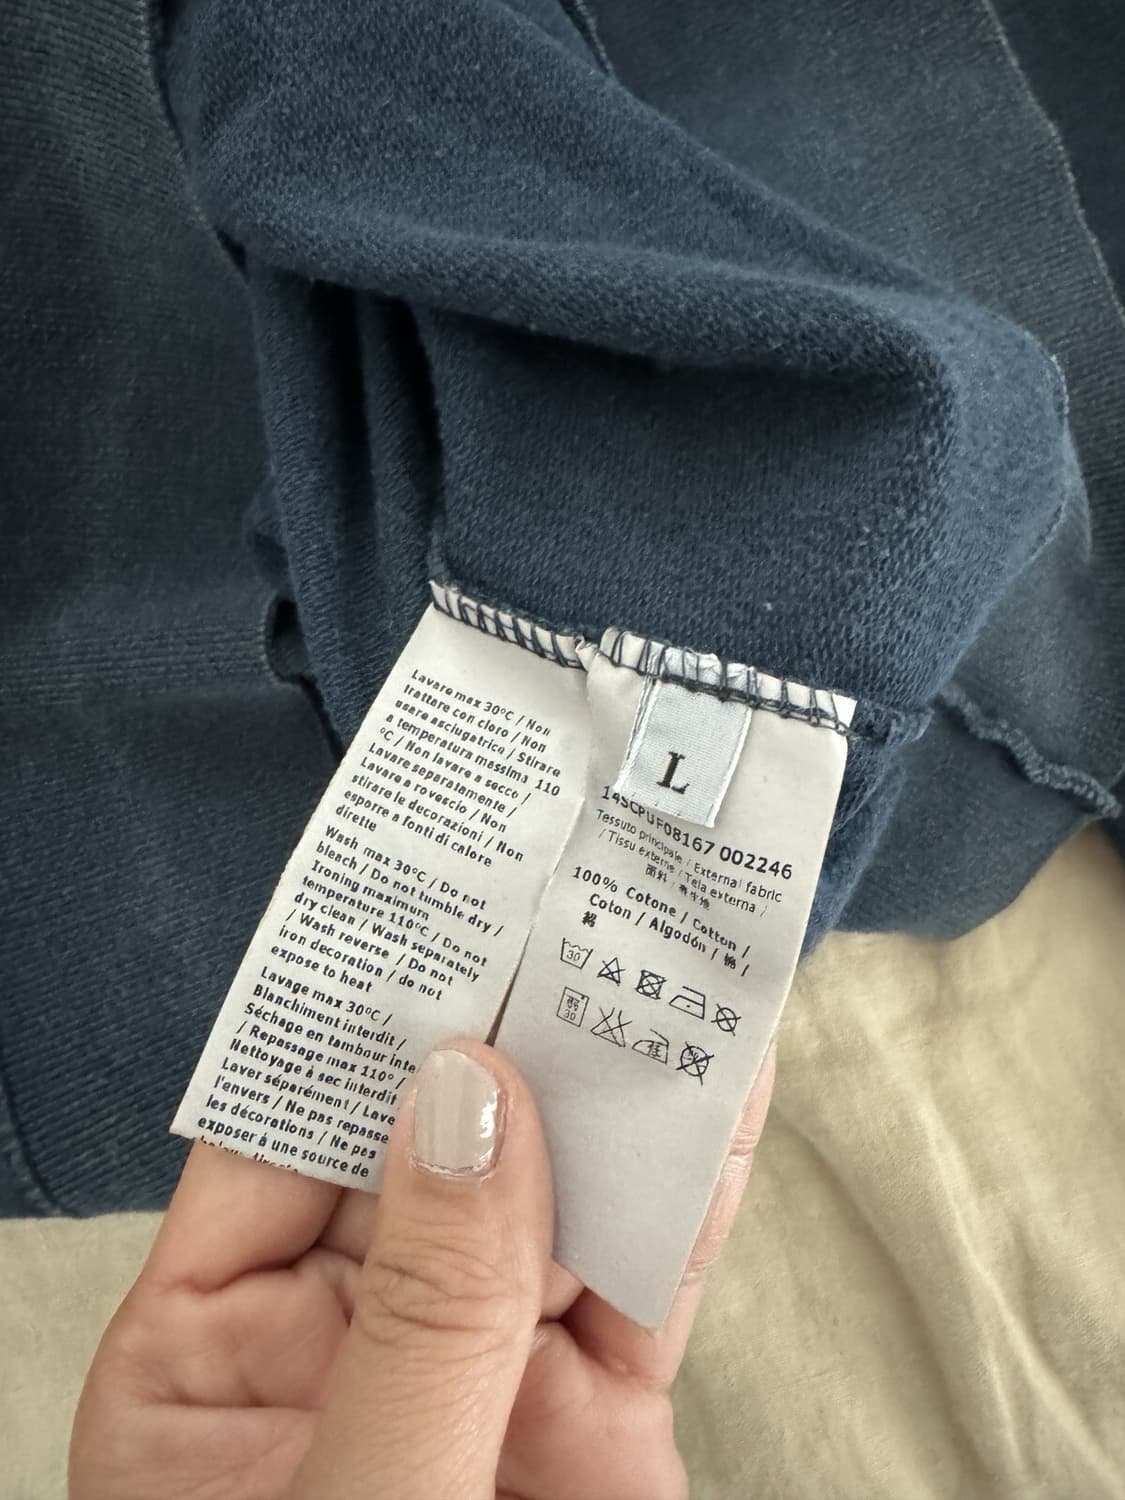 Lavare max 30°C / Non
trattare con cloro / Non
usare asciugatrice / Stirare
a temperatura massima 110
°C / Non lavare a secco /
Lavare separatamente /
Lavare a rovescio / Non
stirare le decorazioni / Non
esporre a fonti di calore
dirette
Wash max 30°C / Do not
bleach / Do not tumble dry /
Ironing maximum
temperature 110°C / Do not
dry clean / Wash separately
/ Wash reverse / Do not
iron decoration / do not
expose to heat
Lavage max 30°C /
Blanchiment interdit /
Séchage en tambour inte
/ Repassage max 110° /
Nettoyage à sec interdit
Laver séparément / Lave
l'envers / Ne pas repasse
les décorations / Ne pas
exposer à une source de
L
14SCPUF08167 002246
Tessuto principale / External fabric
/ Tissu externe / Tela externa /
面料 /
100% Cotone / Cotton /
Coton / Algodón / 棉 /
30
30